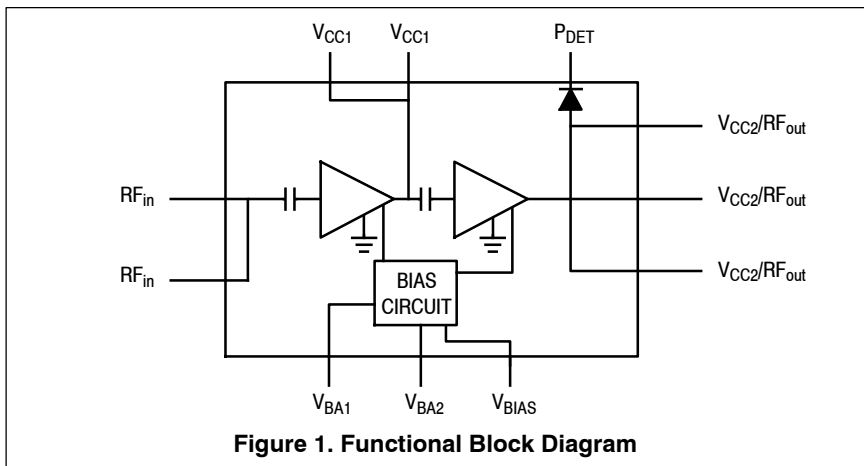 VCC1 VCC1 PDET
VCC2/RFout
RFin VCC2/RFout
RFin VCC2/RFout
BIAS
CIRCUIT
VBA1 VBA2 VBIAS
Figure 1. Functional Block Diagram